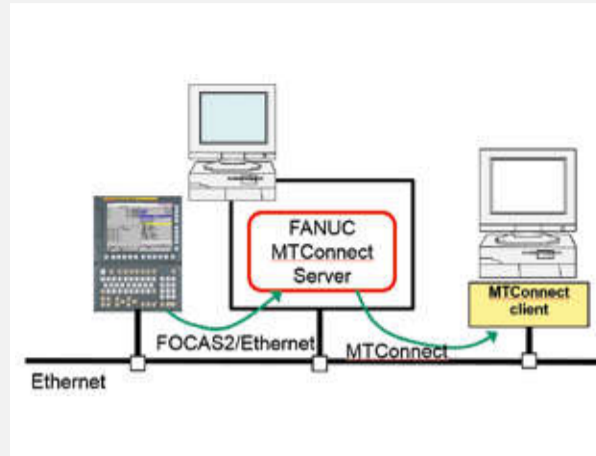 FANUC
MTConnect
Server
MTConnect
client
FOCAS2/Ethernet
MTConnect
Ethernet